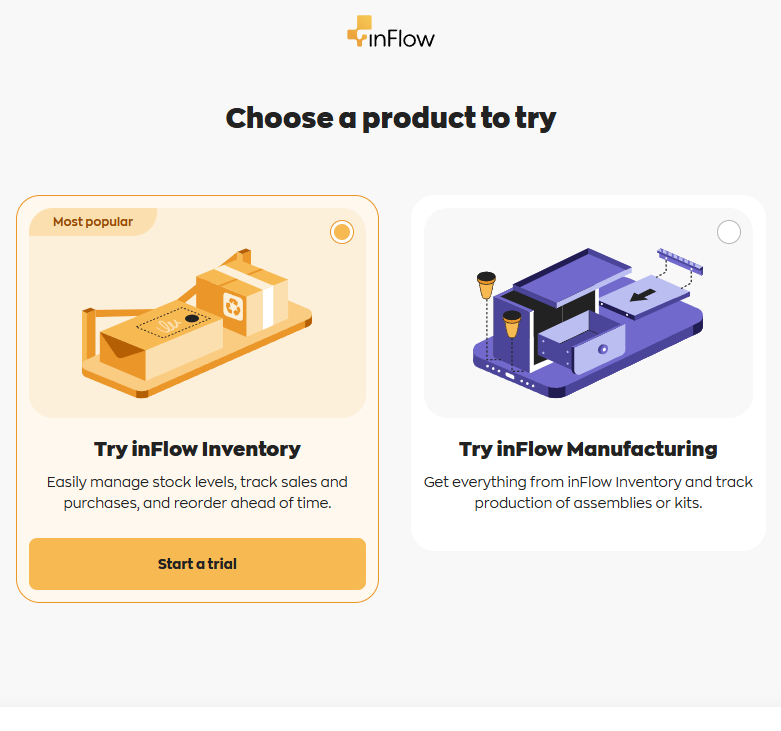 inFlow
Choose a product to try
Most popular
Try inFlow Inventory
Easily manage stock levels, track sales and
purchases, and reorder ahead of time.
Start a trial
Try inFlow Manufacturing
Get everything from inFlow Inventory and track
production of assemblies or kits.